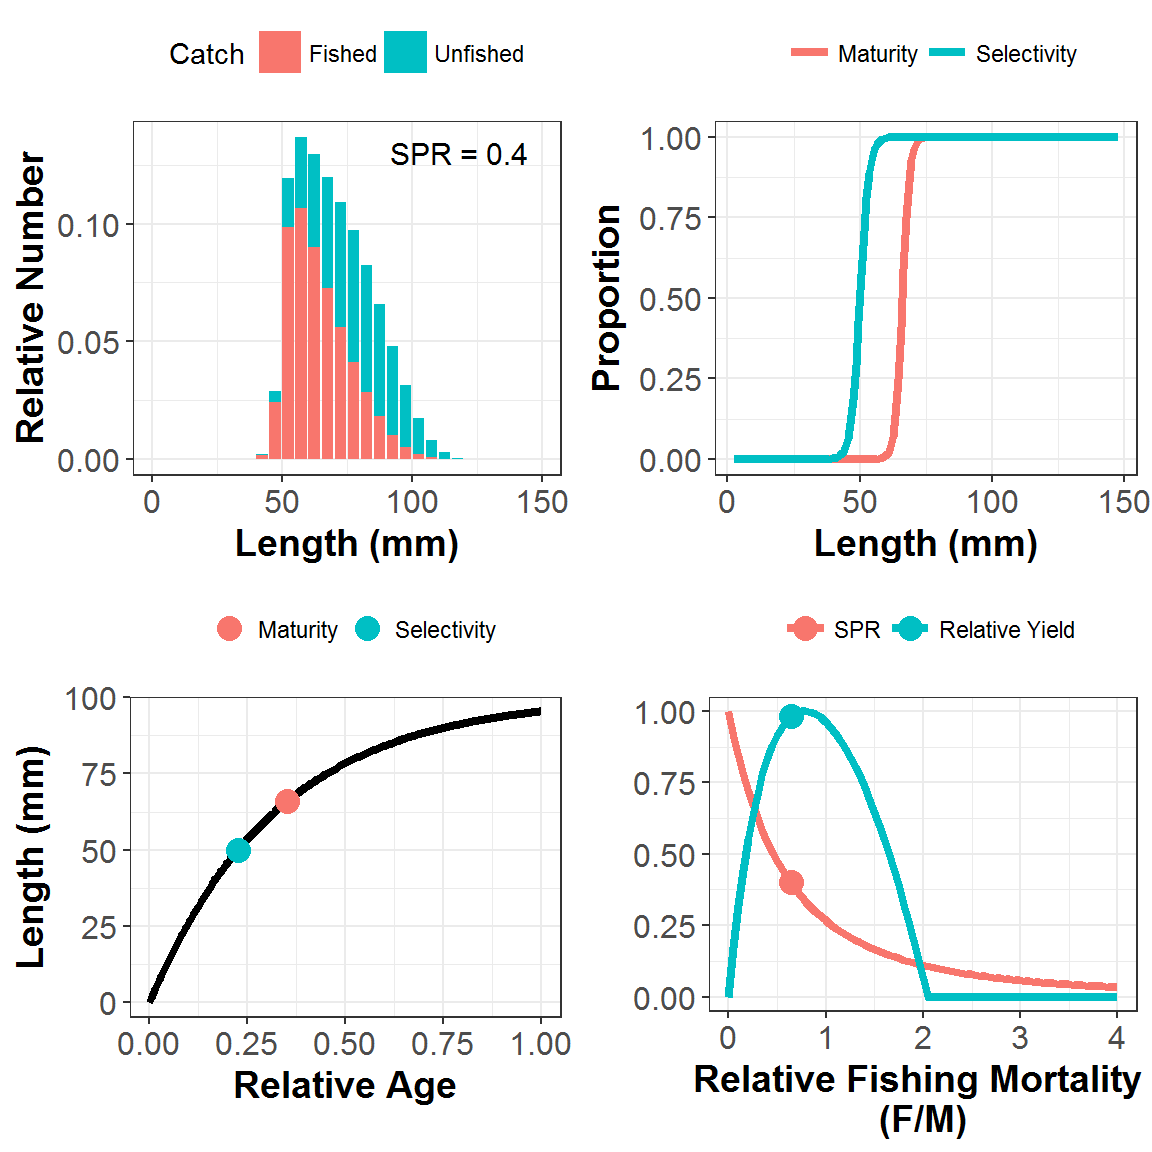 Catch Fished Unfished
SPR = 0.4
Relative Number
0.10
0.05
0.00
0 50 100 150
Length (mm)
Maturity Selectivity
Proportion
1.00
0.75
0.50
0.25
0.00
0 50 100 150
Length (mm)
Maturity Selectivity
Length (mm)
100
75
50
25
0
0.00 0.25 0.50 0.75 1.00
Relative Age
SPR Relative Yield
1.00
0.75
0.50
0.25
0.00
0 1 2 3 4
Relative Fishing Mortality
(F/M)